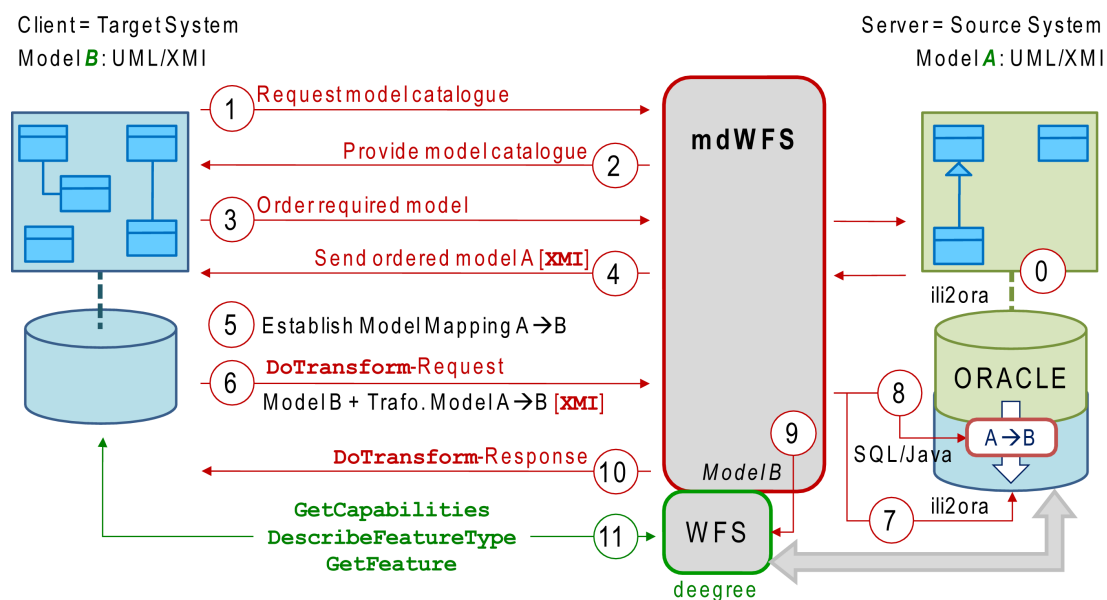 Client = Target System
Model B: UML/XMI
Server = Source System
Model A: UML/XMI
1 Request model catalogue
mdWFS
Provide model catalogue 2
3 Order required model
Send ordered model A [XMI] 4
0
ili2ora
5 Establish Model Mapping A→B
6 DoTransform-Request
Model B + Trafo. Model A→B [XMI]
ORACLE
8
A→B
9
SQL/Java
DoTransform-Response 10
Model B
ili2ora
7
GetCapabilities
DescribeFeatureType 11
GetFeature
WFS
deegree